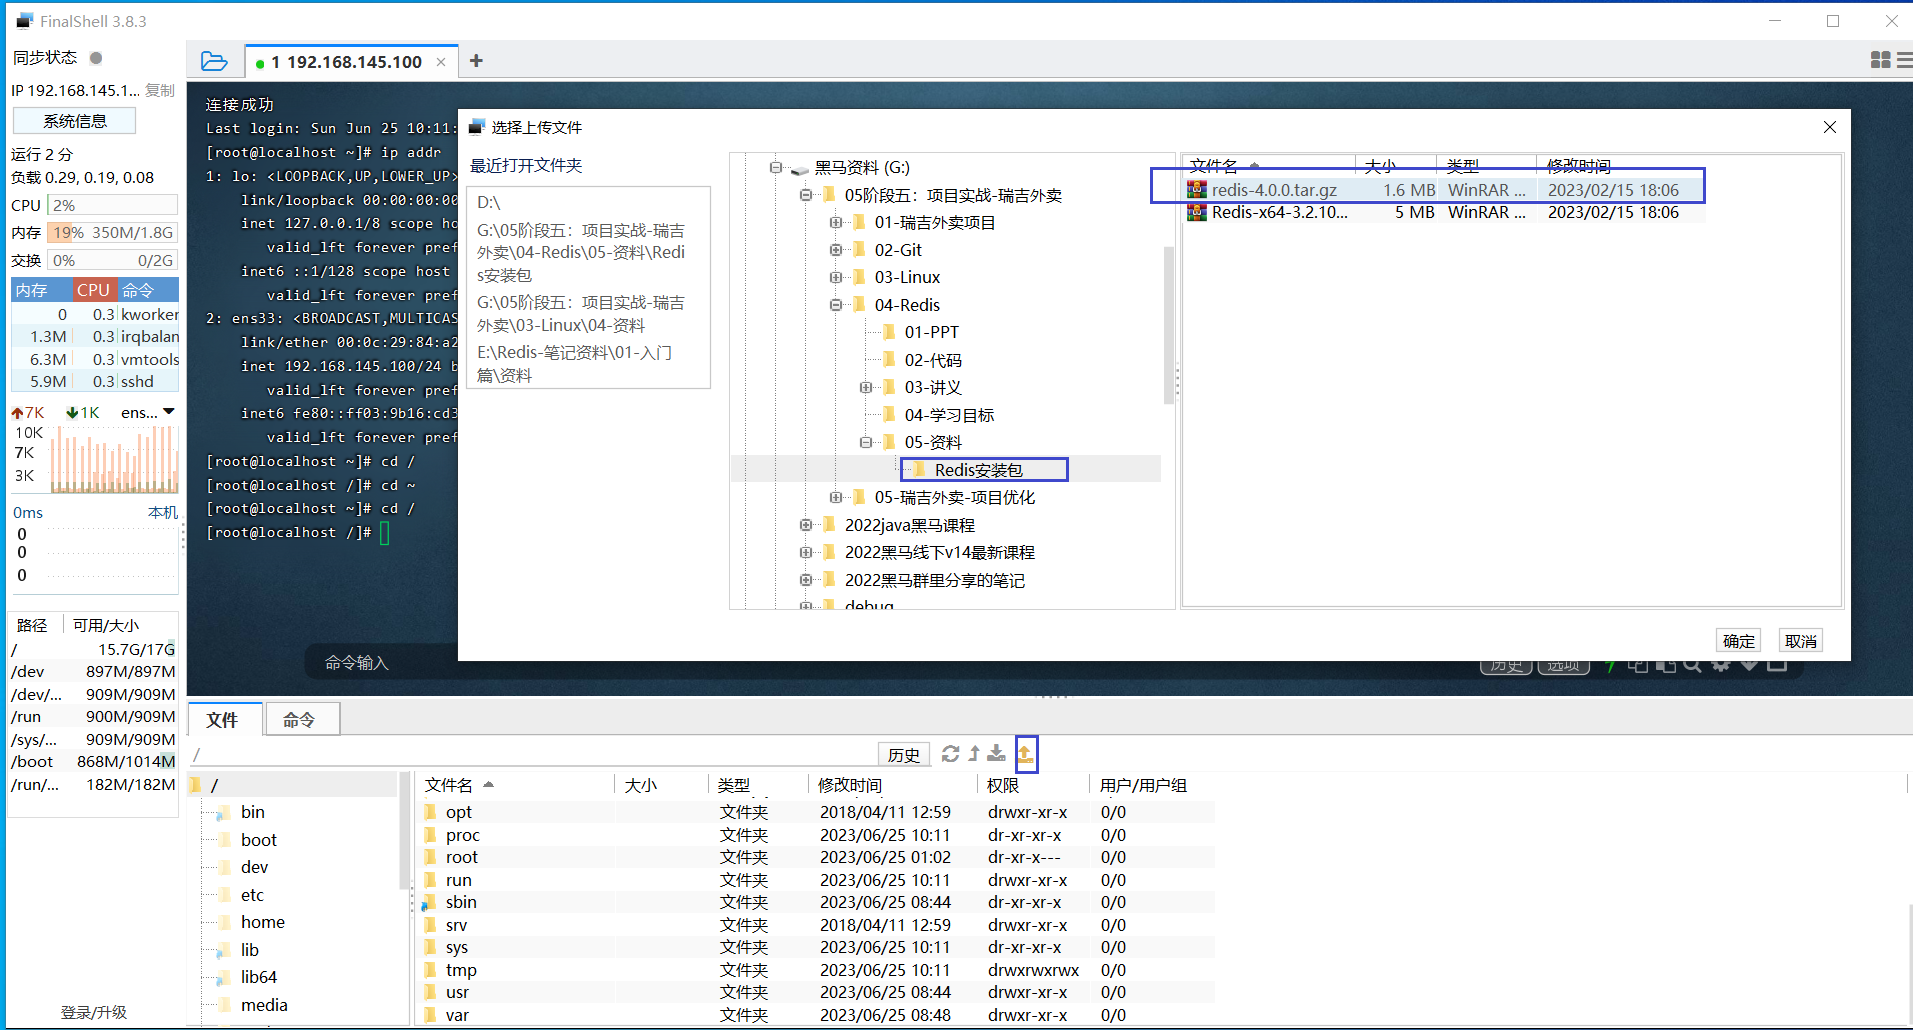 FinalShell 3.8.3
同步状态
IP 192.168.145.1... 复制
系统信息
运行 2 分
负载 0.29, 0.19, 0.08
CPU 2%
内存 19% 350M/1.8G
交换 0% 0/2G
内存 CPU 命令
0 0.3 kworker
1.3M 0.3 irqbalan
6.3M 0.3 vmtools
5.9M 0.3 sshd
7K 1K ens...
10K
7K
3K
0ms 本机
0
0
0
路径 可用/大小
/ 15.7G/17G
/dev 897M/897M
/dev/... 909M/909M
/run 900M/909M
/sys/... 909M/909M
/boot 868M/1014M
/run/... 182M/182M
登录/升级
1 192.168.145.100 × +
连接成功
Last login: Sun Jun 25 10:11:
[root@localhost ~]# ip addr
1: lo: <LOOPBACK,UP,LOWER_UP>
link/loopback 00:00:00:00
inet 127.0.0.1/8 scope ho
valid_lft forever pref
inet6 ::1/128 scope host
valid_lft forever pref
2: ens33: <BROADCAST,MULTICAS
link/ether 00:0c:29:84:a2
inet 192.168.145.100/24 b
valid_lft forever pref
inet6 fe80::ff03:9b16:cd3
valid_lft forever pref
[root@localhost ~]# cd /
[root@localhost /]# cd ~
[root@localhost ~]# cd /
[root@localhost /]#
命令输入
历史 选项
选择上传文件
最近打开文件夹
D:\
G:\05阶段五：项目实战-瑞吉
外卖\04-Redis\05-资料\Redi
s安装包
G:\05阶段五：项目实战-瑞吉
外卖\03-Linux\04-资料
E:\Redis-笔记资料\01-入门
篇\资料
黑马资料 (G:)
05阶段五：项目实战-瑞吉外卖
01-瑞吉外卖项目
02-Git
03-Linux
04-Redis
01-PPT
02-代码
03-讲义
04-学习目标
05-资料
Redis安装包
05-瑞吉外卖-项目优化
2022java黑马课程
2022黑马线下v14最新课程
2022黑马群里分享的笔记
debug
文件名 大小 类型 修改时间
redis-4.0.0.tar.gz 1.6 MB WinRAR ... 2023/02/15 18:06
Redis-x64-3.2.10... 5 MB WinRAR ... 2023/02/15 18:06
确定 取消
文件 命令
/ 历史
/
bin
boot
dev
etc
home
lib
lib64
media
文件名 大小 类型 修改时间 权限 用户/用户组
opt 文件夹 2018/04/11 12:59 drwxr-xr-x 0/0
proc 文件夹 2023/06/25 10:11 dr-xr-xr-x 0/0
root 文件夹 2023/06/25 01:02 dr-xr-x--- 0/0
run 文件夹 2023/06/25 10:11 drwxr-xr-x 0/0
sbin 文件夹 2023/06/25 08:44 dr-xr-xr-x 0/0
srv 文件夹 2018/04/11 12:59 drwxr-xr-x 0/0
sys 文件夹 2023/06/25 10:11 dr-xr-xr-x 0/0
tmp 文件夹 2023/06/25 10:11 drwxrwxrwx 0/0
usr 文件夹 2023/06/25 08:44 drwxr-xr-x 0/0
var 文件夹 2023/06/25 08:48 drwxr-xr-x 0/0